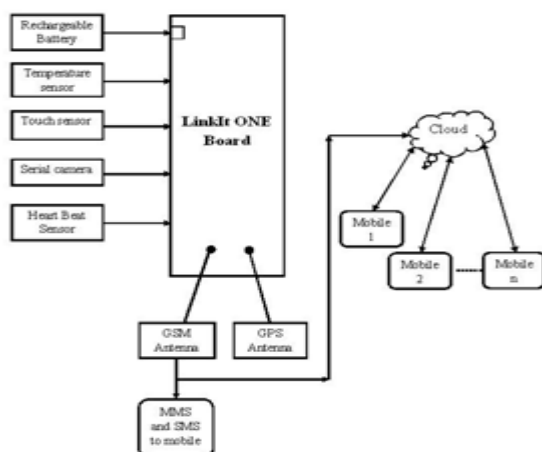 Rechargeable
Battery
Temperature
sensor
Touch sensor
Serial camera
Heart Beat
Sensor
LinkIt ONE
Board
Cloud
Mobile
1
Mobile
2
Mobile
n
GSM
Antenna
GPS
Antenna
MMS
and SMS
to mobile